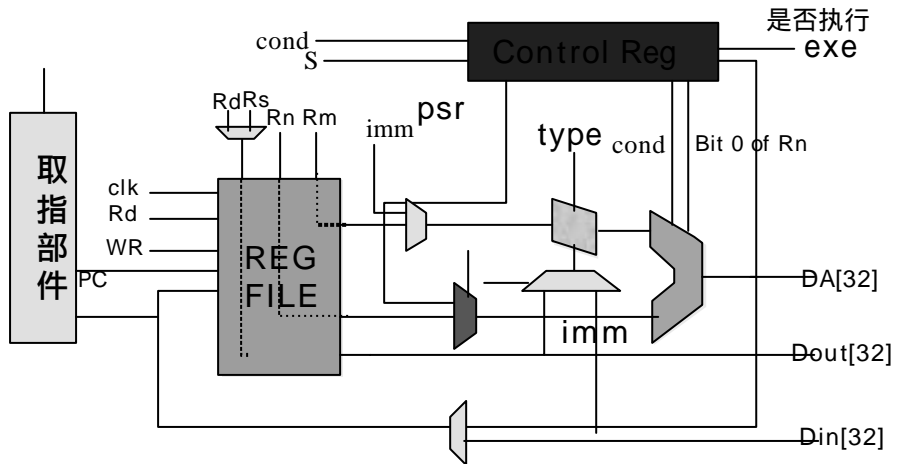 是否执行
cond
S
Control Reg
exe
RdRs
Rn Rm
imm
psr
type
cond
Bit 0 of Rn
取指部件
clk
Rd
WR
PC
REG
FILE
DA[32]
imm
Dout[32]
Din[32]